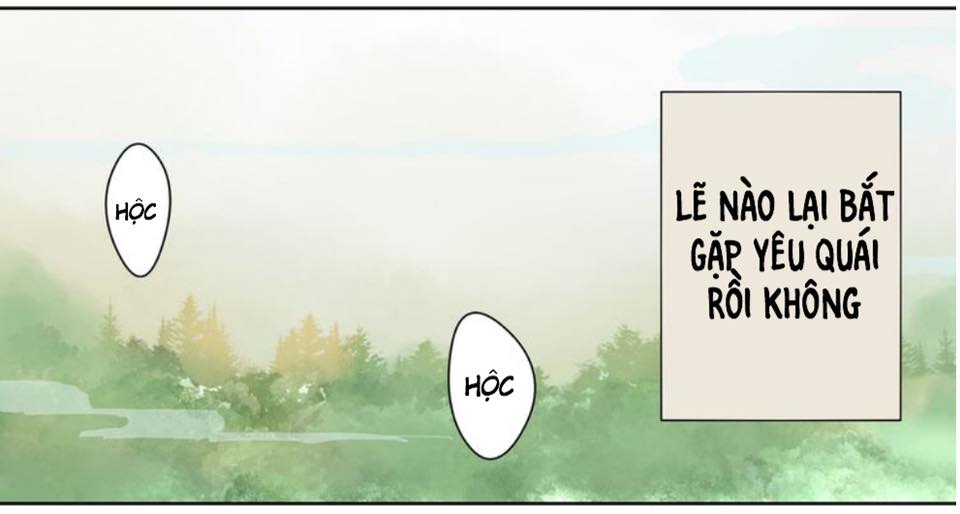 HỘC
HỘC
LẼ NÀO LẠI BẮT
GẶP YÊU QUÁI
RỒI KHÔNG